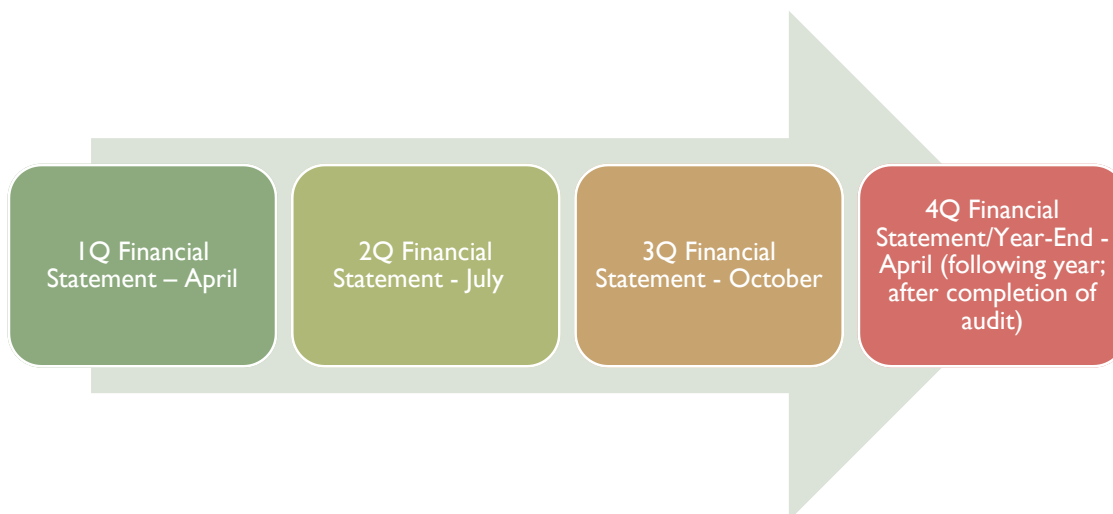 1Q Financial
Statement – April
2Q Financial
Statement - July
3Q Financial
Statement - October
4Q Financial
Statement/Year-End -
April (following year;
after completion of
audit)